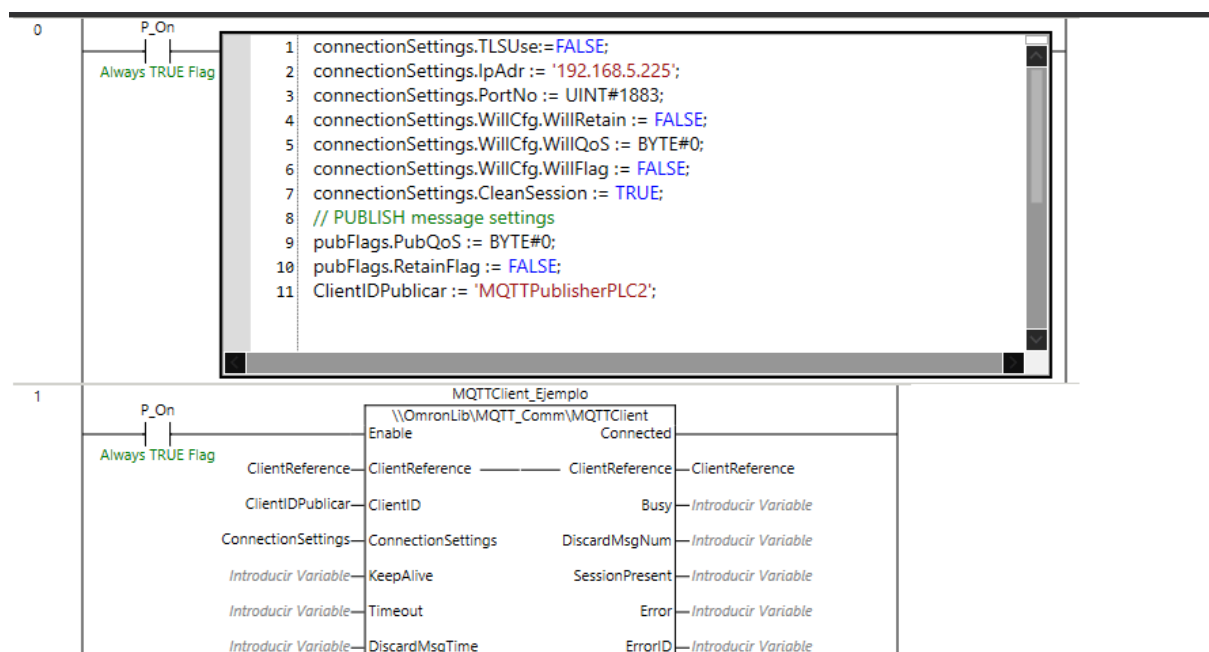 0
P_On
Always TRUE Flag
1 connectionSettings.TLSUse:=FALSE;
2 connectionSettings.IpAdr := '192.168.5.225';
3 connectionSettings.PortNo := UINT#1883;
4 connectionSettings.WillCfg.WillRetain := FALSE;
5 connectionSettings.WillCfg.WillQoS := BYTE#0;
6 connectionSettings.WillCfg.WillFlag := FALSE;
7 connectionSettings.CleanSession := TRUE;
8 // PUBLISH message settings
9 pubFlags.PubQoS := BYTE#0;
10 pubFlags.RetainFlag := FALSE;
11 ClientIDPublicar := 'MQTTPublisherPLC2';
1
MQTTClient_Ejemplo
P_On
\\OmronLib\MQTT_Comm\MQTTClient
Enable Connected
Always TRUE Flag
ClientReference ClientReference ClientReference ClientReference
ClientIDPublicar ClientID Busy Introducir Variable
ConnectionSettings ConnectionSettings DiscardMsgNum Introducir Variable
Introducir Variable KeepAlive SessionPresent Introducir Variable
Introducir Variable Timeout Error Introducir Variable
Introducir Variable DiscardMsgTime ErrorID Introducir Variable